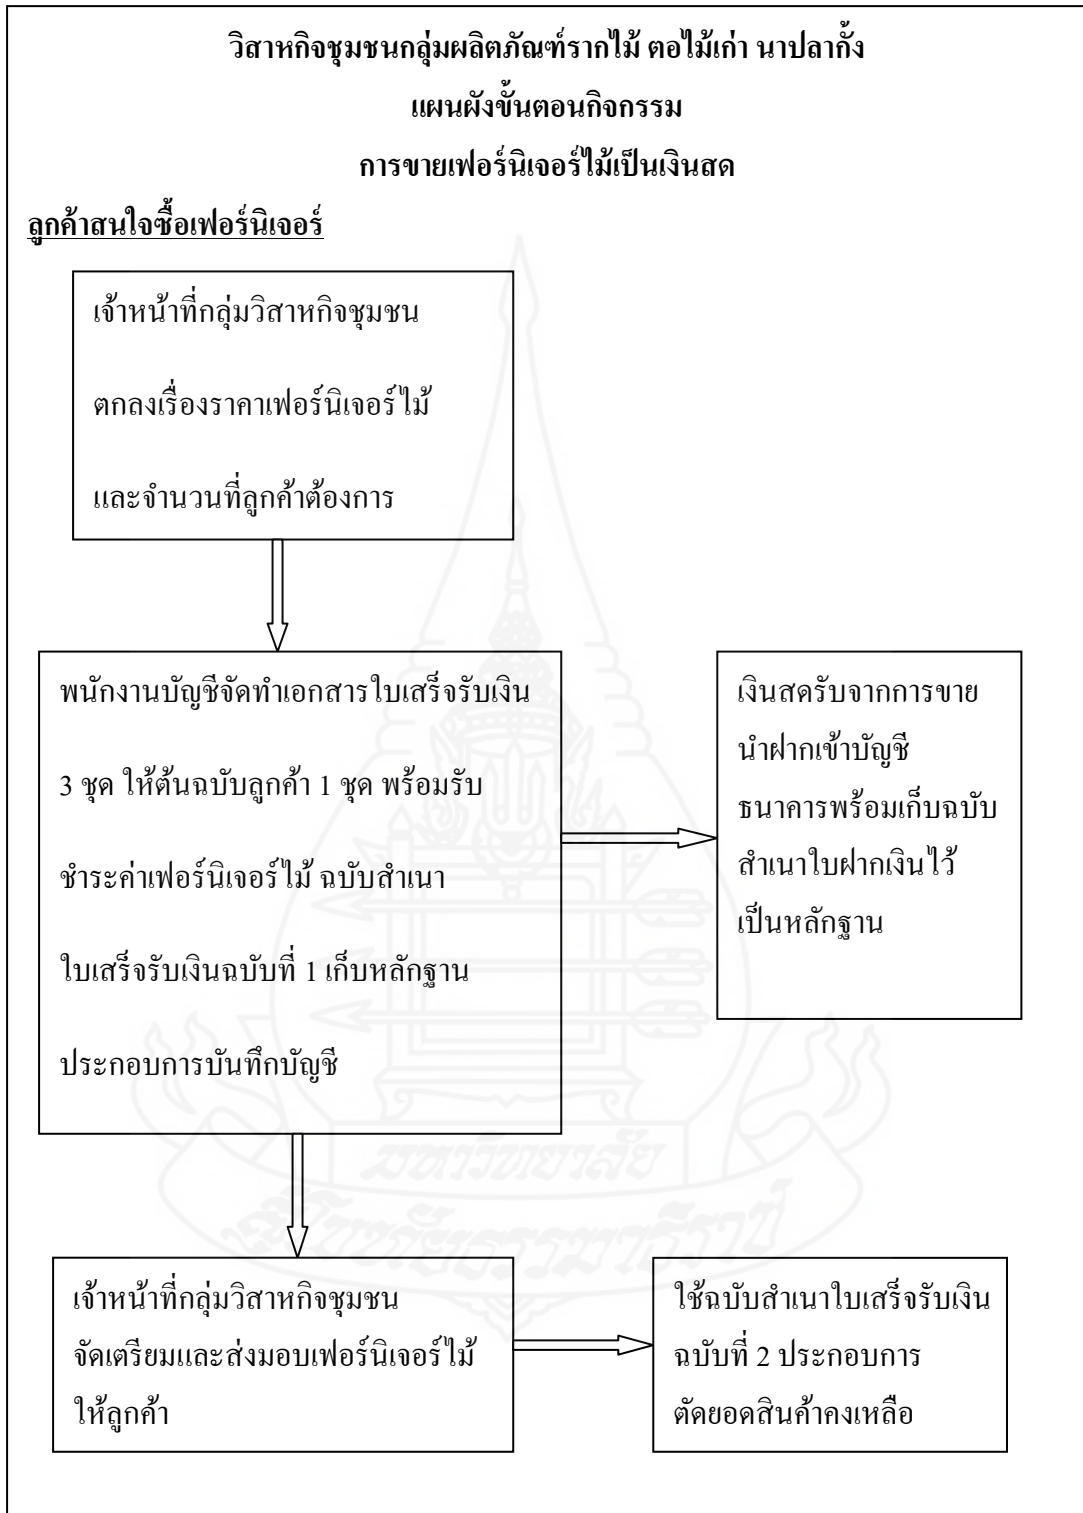 วิสาหกิจชุมชนกลุ่มผลิตภัณฑ์รากไม้ ตอไม้เก่า นาปลากั้ง
แผนผังขั้นตอนกิจกรรม
การขายเฟอร์นิเจอร์ไม้เป็นเงินสด
ลูกค้าสนใจซื้อเฟอร์นิเจอร์
เจ้าหน้าที่กลุ่มวิสาหกิจชุมชน
ตกลงเรื่องราคาเฟอร์นิเจอร์ไม้
และจำนวนที่ลูกค้าต้องการ
พนักงานบัญชีจัดทำเอกสารใบเสร็จรับเงิน
3 ชุด ให้ต้นฉบับลูกค้า 1 ชุด พร้อมรับ
ชำระค่าเฟอร์นิเจอร์ไม้ ฉบับสำเนา
ใบเสร็จรับเงินฉบับที่ 1 เก็บหลักฐาน
ประกอบการบันทึกบัญชี
เงินสดรับจากการขาย
นำฝากเข้าบัญชี
ธนาคารพร้อมเก็บฉบับ
สำเนาใบฝากเงินไว้
เป็นหลักฐาน
มหาวิทยาลัย
สุโขทัยธรรมาธิราช
เจ้าหน้าที่กลุ่มวิสาหกิจชุมชน
จัดเตรียมและส่งมอบเฟอร์นิเจอร์ไม้
ให้ลูกค้า
ใช้ฉบับสำเนาใบเสร็จรับเงิน
ฉบับที่ 2 ประกอบการ
ตัดยอดสินค้าคงเหลือ